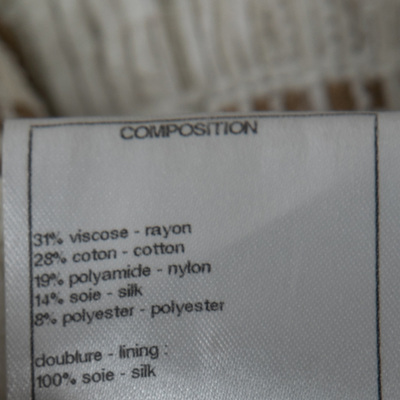 COMPOSITION
31% viscose - rayon
28% coton - cotton
19% polyamide - nylon
14% soie - silk
8% polyester - polyester
doublure - lining :
100% soie - silk